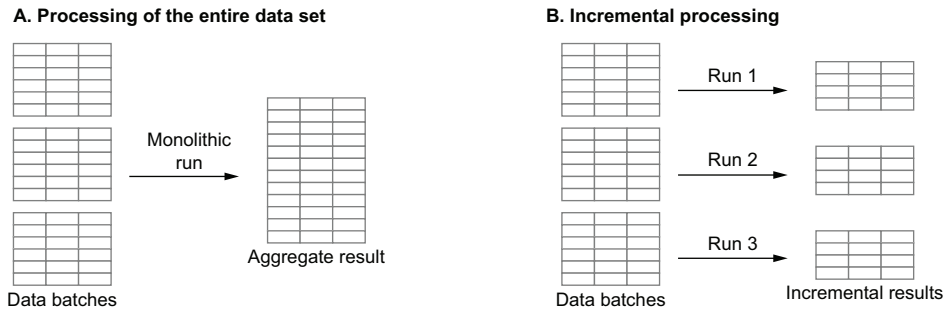 A. Processing of the entire data set
Monolithic
run
Aggregate result
Data batches
B. Incremental processing
Run 1
Run 2
Run 3
Data batches
Incremental results